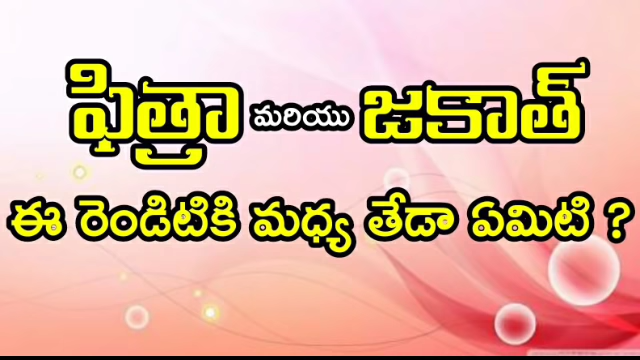 ఫిత్రా మరియు జకాత్
ఈ రెండిటికి మధ్య తేడా ఏమిటి ?